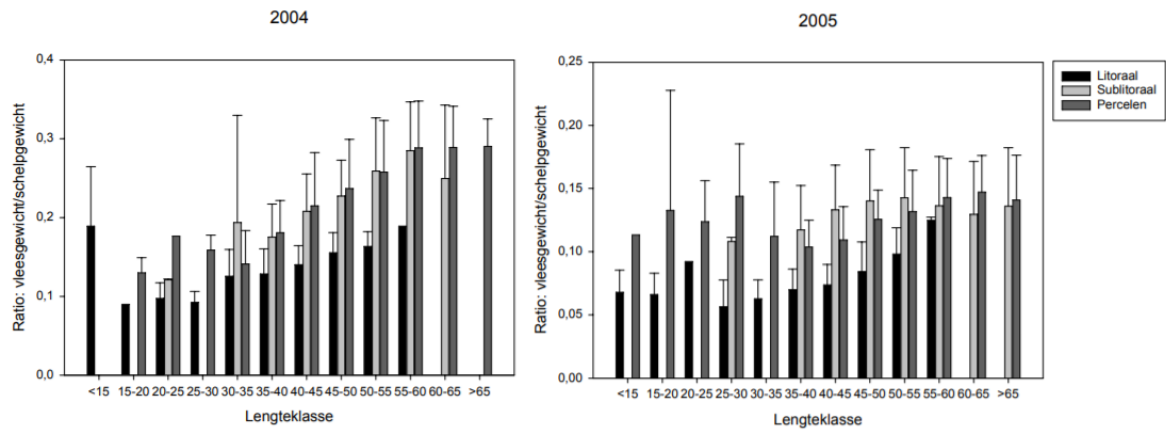 2004
0,4
0,3
0,2
0,1
0,0
Ratio: vleesgewicht/schelpgewicht
<15 15-20 20-25 25-30 30-35 35-40 40-45 45-50 50-55 55-60 60-65 >65
Lengteklasse
2005
0,25
0,20
0,15
0,10
0,05
0,00
Ratio: vleesgewicht/schelpgewicht
<15 15-20 20-25 25-30 30-35 35-40 40-45 45-50 50-55 55-60 60-65 >65
Lengteklasse
Litoraal
Sublitoraal
Percelen